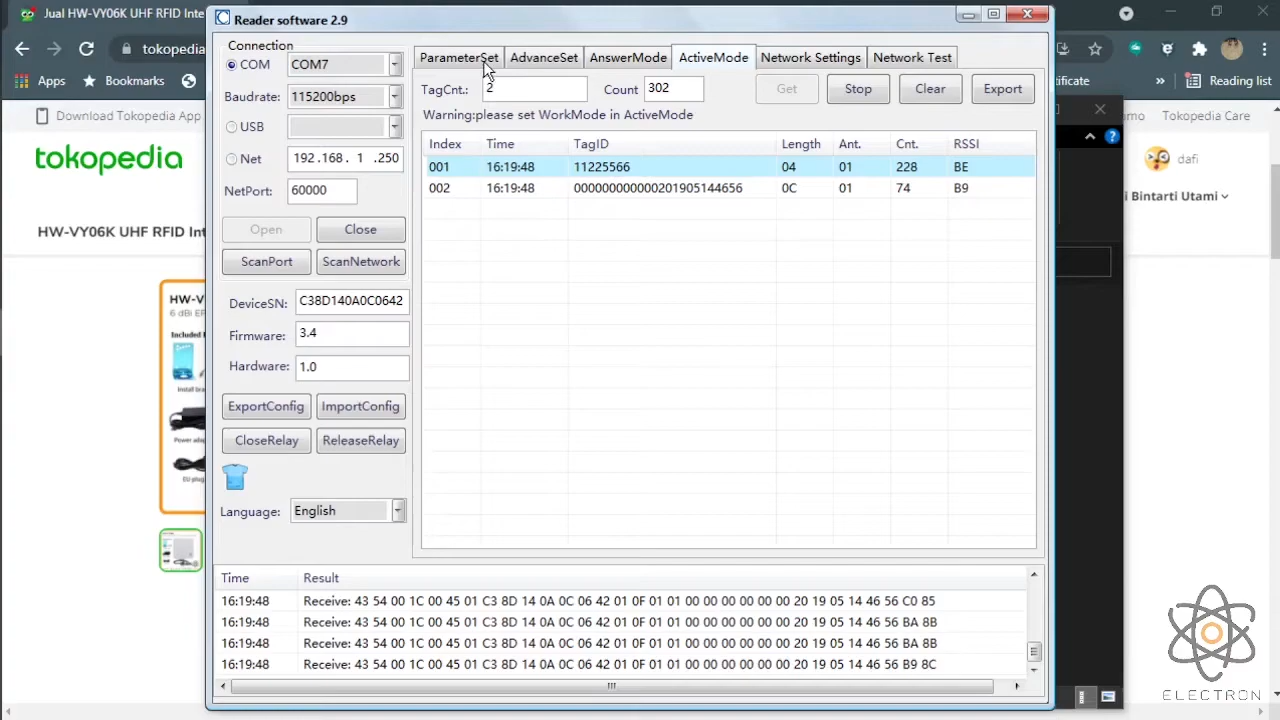 Jual HW-VY06K UHF RFID Inte
Reader software 2.9
tokopedia
Apps
Bookmarks
Reading list
Download Tokopedia App
Tokopedia Care
tokopedia
dafi
i Bintarti Utami
HW-VY06K UHF RFID Int
HW-V
6 dBi
Included
Power
EU plug
Connection
COM
COM7
Baudrate:
115200bps
USB
Net
192.168. 1 .250
NetPort:
60000
Open
Close
ScanPort
ScanNetwork
DeviceSN:
C38D140A0C0642
Firmware:
3.4
Hardware:
1.0
ExportConfig
ImportConfig
CloseRelay
ReleaseRelay
Language:
English
ParameterSet
AdvanceSet
AnswerMode
ActiveMode
Network Settings
Network Test
TagCnt.:
2
Count
302
Get
Stop
Clear
Export
Warning:please set WorkMode in ActiveMode
Index Time TagID Length Ant. Cnt. RSSI
001 16:19:48 11225566 04 01 228 BE
002 16:19:48 000000000000201905144656 0C 01 74 B9
Time Result
16:19:48 Receive: 43 54 00 1C 00 45 01 C3 8D 14 0A 0C 06 42 01 0F 01 01 00 00 00 00 00 00 20 19 05 14 46 56 C0 85
16:19:48 Receive: 43 54 00 1C 00 45 01 C3 8D 14 0A 0C 06 42 01 0F 01 01 00 00 00 00 00 00 20 19 05 14 46 56 BA 8B
16:19:48 Receive: 43 54 00 1C 00 45 01 C3 8D 14 0A 0C 06 42 01 0F 01 01 00 00 00 00 00 00 20 19 05 14 46 56 BA 8B
16:19:48 Receive: 43 54 00 1C 00 45 01 C3 8D 14 0A 0C 06 42 01 0F 01 01 00 00 00 00 00 00 20 19 05 14 46 56 B9 8C
ELECTRON